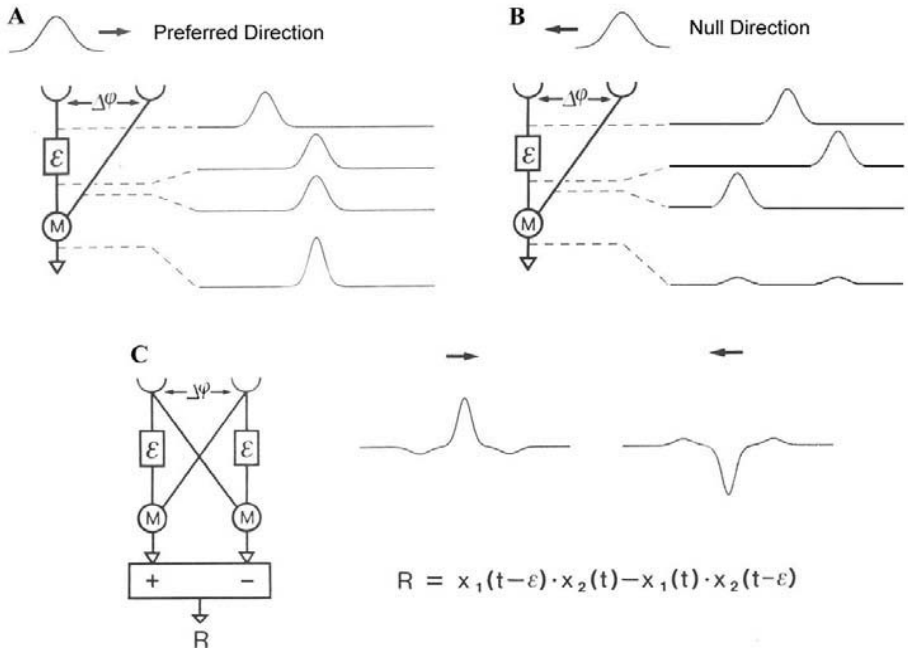 A
Preferred Direction
Δφ
ε
M
B
Null Direction
Δφ
ε
M
C
Δφ
ε ε
M M
+ −
R
R = x₁(t−ε)·x₂(t)−x₁(t)·x₂(t−ε)